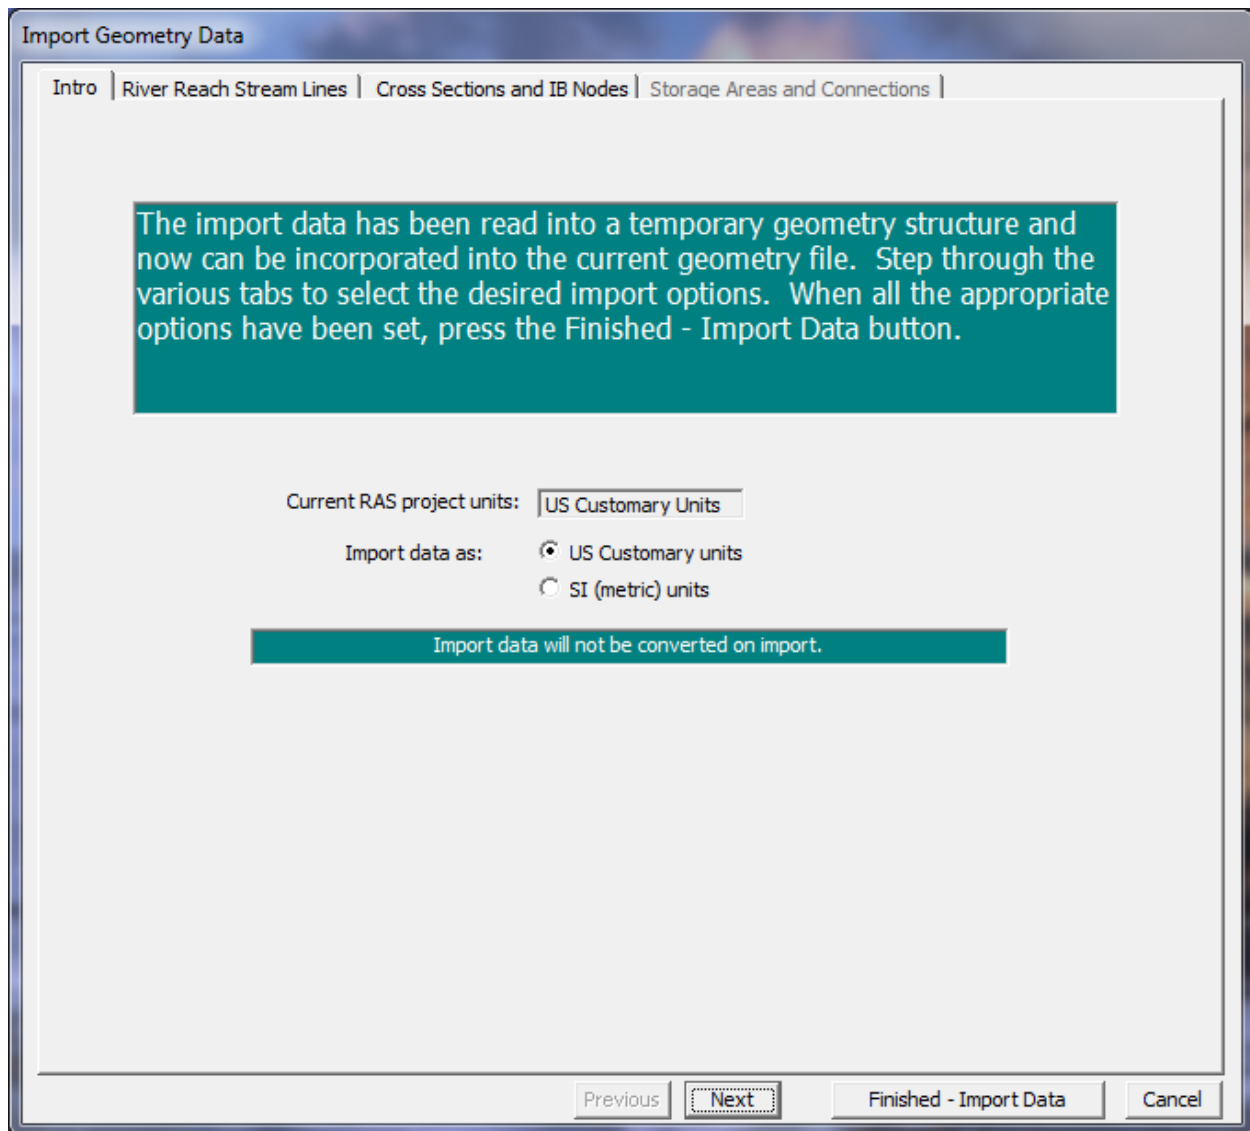 Import Geometry Data
Intro River Reach Stream Lines Cross Sections and IB Nodes Storage Areas and Connections
The import data has been read into a temporary geometry structure and
now can be incorporated into the current geometry file.  Step through the
various tabs to select the desired import options.  When all the appropriate
options have been set, press the Finished - Import Data button.
Current RAS project units: US Customary Units
Import data as: US Customary units
SI (metric) units
Import data will not be converted on import.
Previous Next Finished - Import Data Cancel